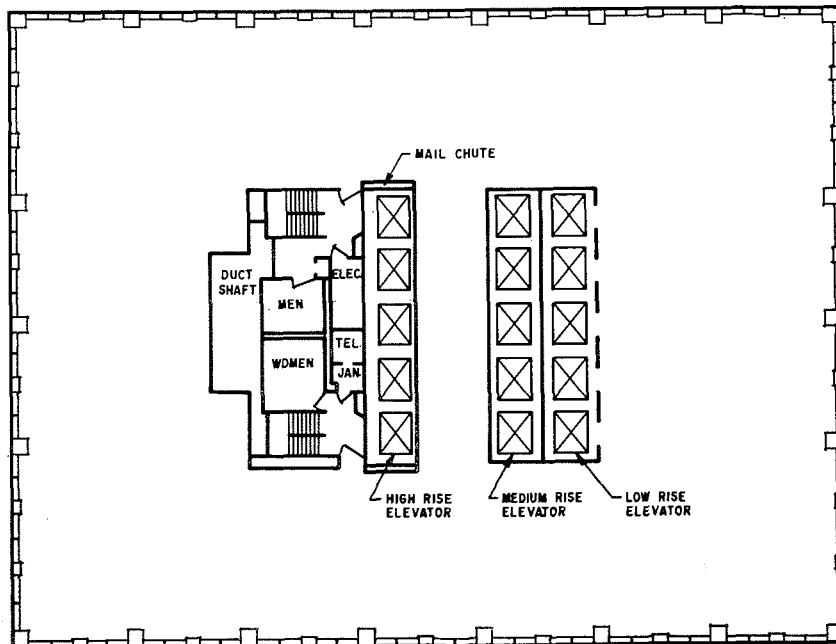 MAIL CHUTE
DUCT
SHAFT
ELEC.
MEN
TEL.
WOMEN
JAN.
HIGH RISE
ELEVATOR
MEDIUM RISE
ELEVATOR
LOW RISE
ELEVATOR